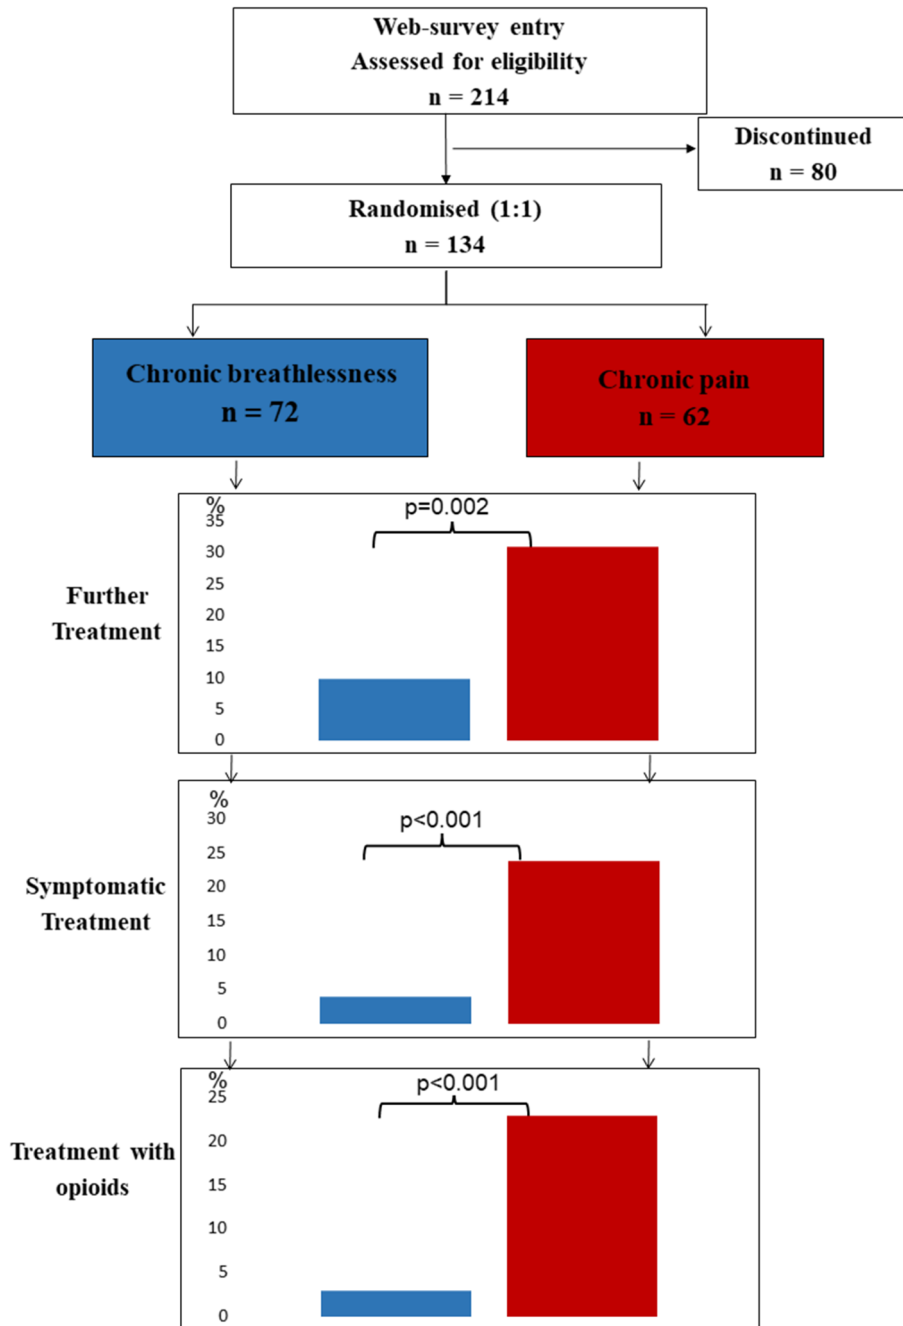 Web-survey entry
Assessed for eligibility
n = 214
Discontinued
n = 80
Randomised (1:1)
n = 134
Chronic breathlessness
n = 72
Chronic pain
n = 62
%
35
30
25
20
15
10
5
0
p=0.002
Further
Treatment
%
30
25
20
15
10
5
0
p<0.001
Symptomatic
Treatment
%
25
20
15
10
5
0
p<0.001
Treatment with
opioids